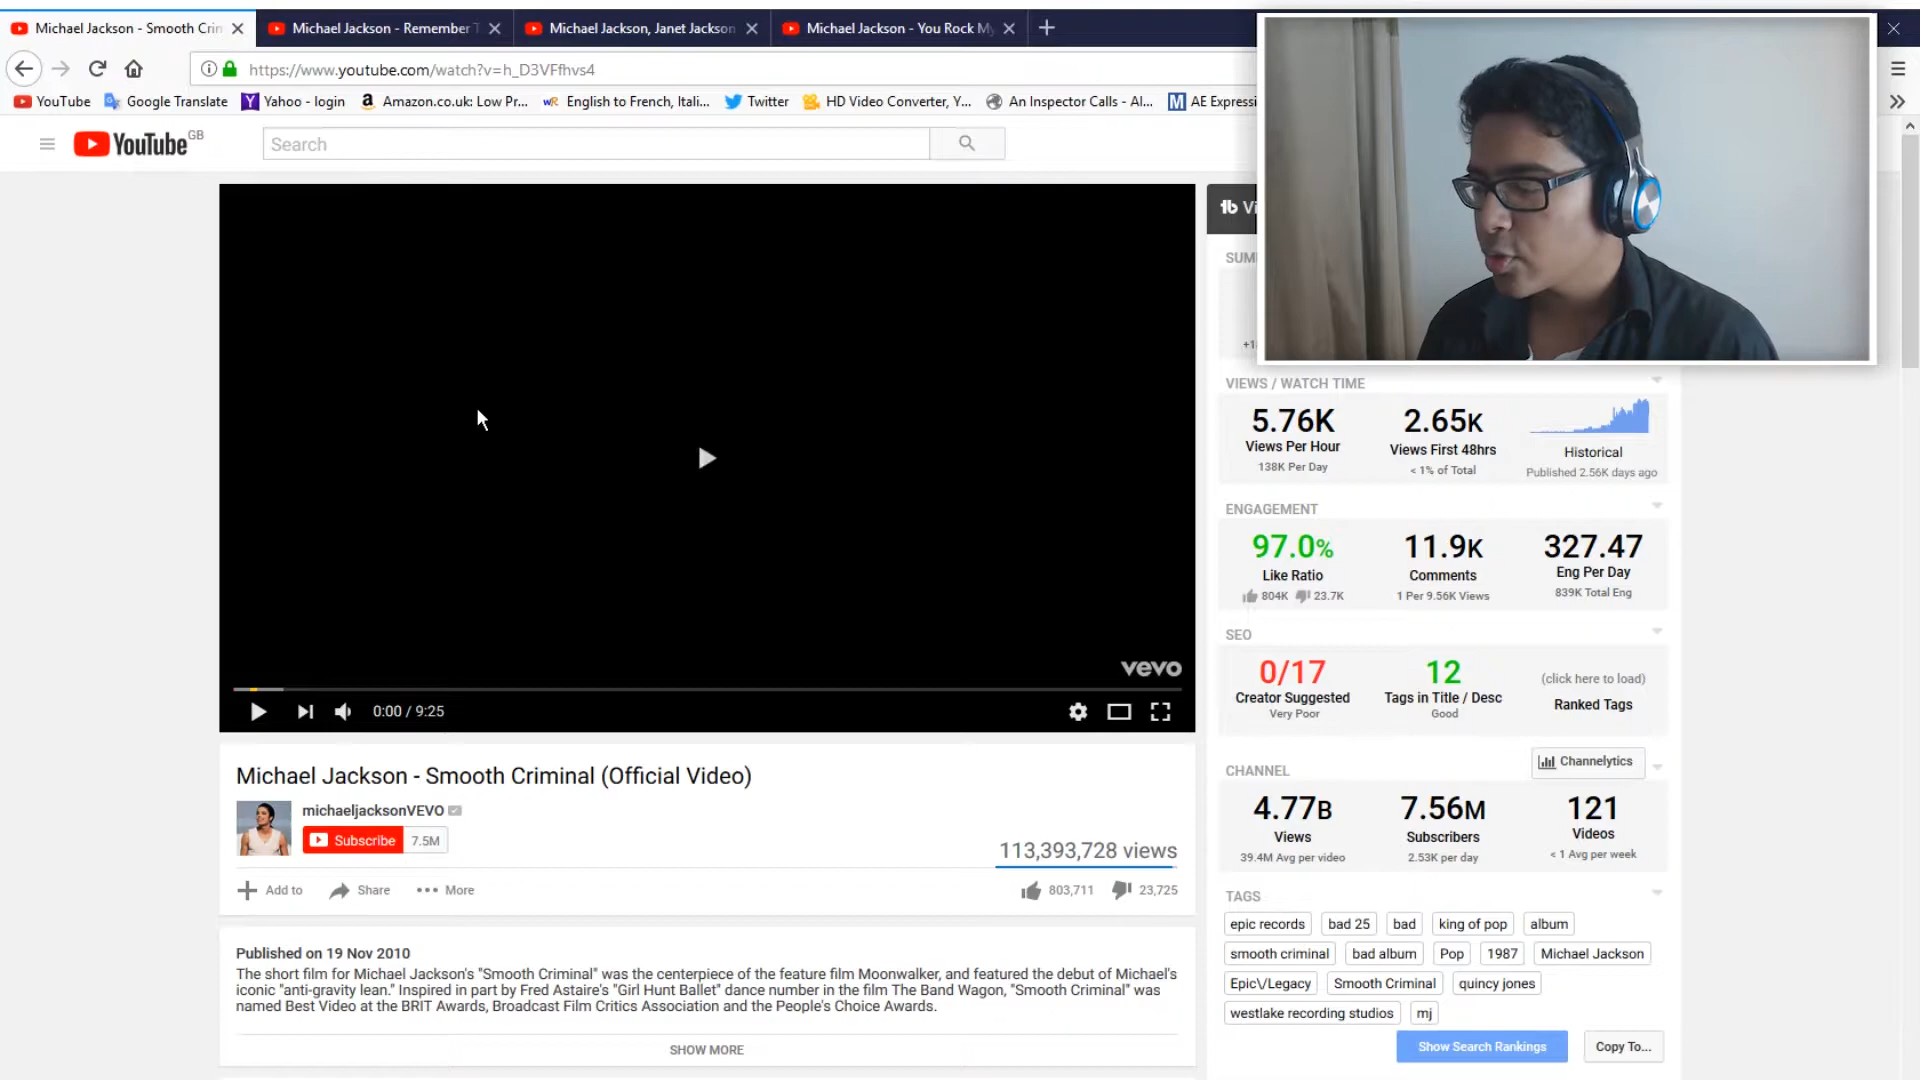 Michael Jackson - Smooth Crin
Michael Jackson - Remember T
Michael Jackson, Janet Jackson
Michael Jackson - You Rock My
https://www.youtube.com/watch?v=h_D3VFfhvs4
YouTube
Google Translate
Yahoo - login
Amazon.co.uk: Low Pr...
WR English to French, Itali...
Twitter
HD Video Converter, Y...
An Inspector Calls - Al...
M AE Expressi
YouTube GB
Search
tb Vi
SUM
VIEWS / WATCH TIME
5.76K
Views Per Hour
138K Per Day
2.65K
Views First 48hrs
< 1% of Total
Historical
Published 2.56K days ago
ENGAGEMENT
97.0%
Like Ratio
804K 23.7K
11.9K
Comments
1 Per 9.56K Views
327.47
Eng Per Day
839K Total Eng
SEO
0/17
Creator Suggested
Very Poor
12
Tags in Title / Desc
Good
(click here to load)
Ranked Tags
CHANNEL
Channelytics
4.77B
Views
39.4M Avg per video
7.56M
Subscribers
2.53K per day
121
Videos
< 1 Avg per week
TAGS
epic records bad 25 bad king of pop album
smooth criminal bad album Pop 1987 Michael Jackson
Epic\/Legacy Smooth Criminal quincy jones
westlake recording studios mj
Show Search Rankings Copy To...
vevo
0:00 / 9:25
Michael Jackson - Smooth Criminal (Official Video)
michaeljacksonVEVO
Subscribe 7.5M
113,393,728 views
Add to Share More
803,711 23,725
Published on 19 Nov 2010
The short film for Michael Jackson's "Smooth Criminal" was the centerpiece of the feature film Moonwalker, and featured the debut of Michael's
iconic "anti-gravity lean." Inspired in part by Fred Astaire's "Girl Hunt Ballet" dance number in the film The Band Wagon, "Smooth Criminal" was
named Best Video at the BRIT Awards, Broadcast Film Critics Association and the People's Choice Awards.
SHOW MORE